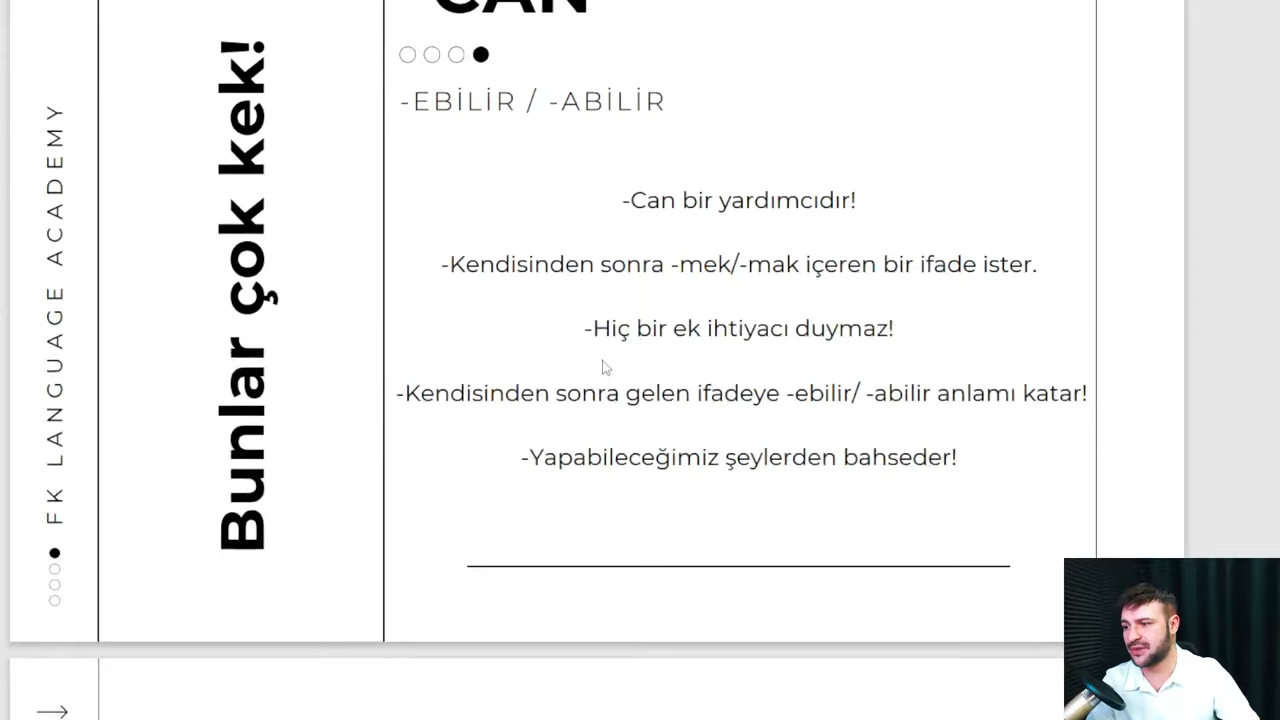 CAN
FK LANGUAGE ACADEMY
Bunlar çok kek!
-EBİLİR / -ABİLİR
-Can bir yardımcıdır!
-Kendisinden sonra -mek/-mak içeren bir ifade ister.
-Hiç bir ek ihtiyacı duymaz!
-Kendisinden sonra gelen ifadeye -ebilir/ -abilir anlamı katar!
-Yapabileceğimiz şeylerden bahseder!